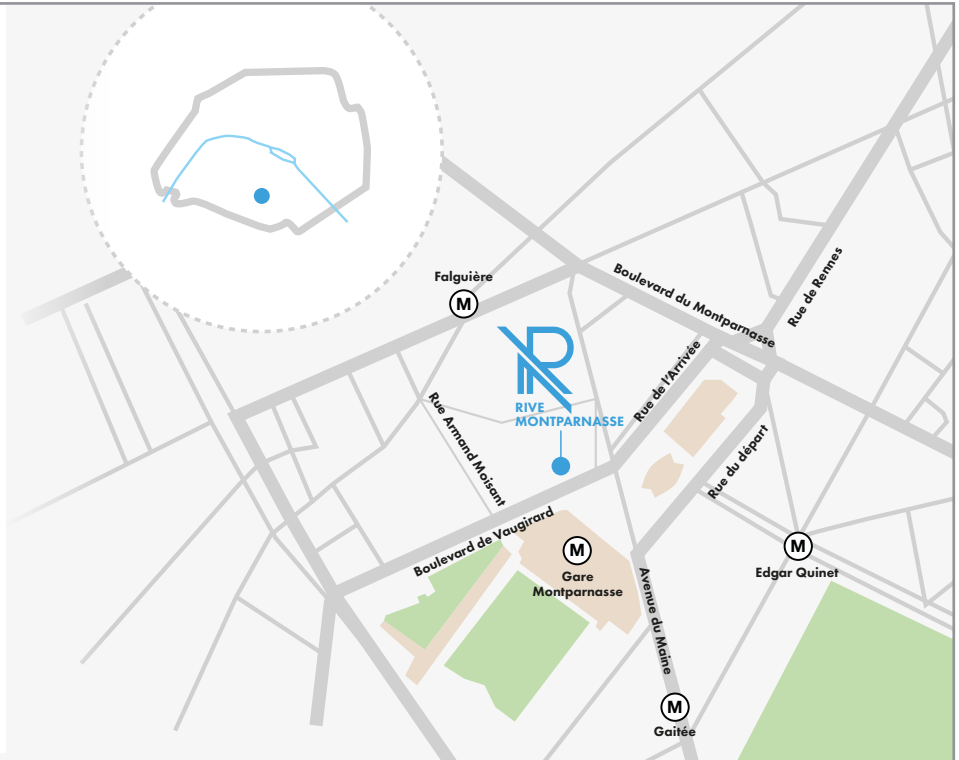 Falguière
M
Boulevard du Montparnasse
Rue de Rennes
RIVE
MONTPARNASSE
Rue de l'Arrivée
Rue Armand Moisant
Rue du départ
Boulevard de Vaugirard
M
Gare
Montparnasse
M
Edgar Quinet
Avenue du Maine
M
Gaitée